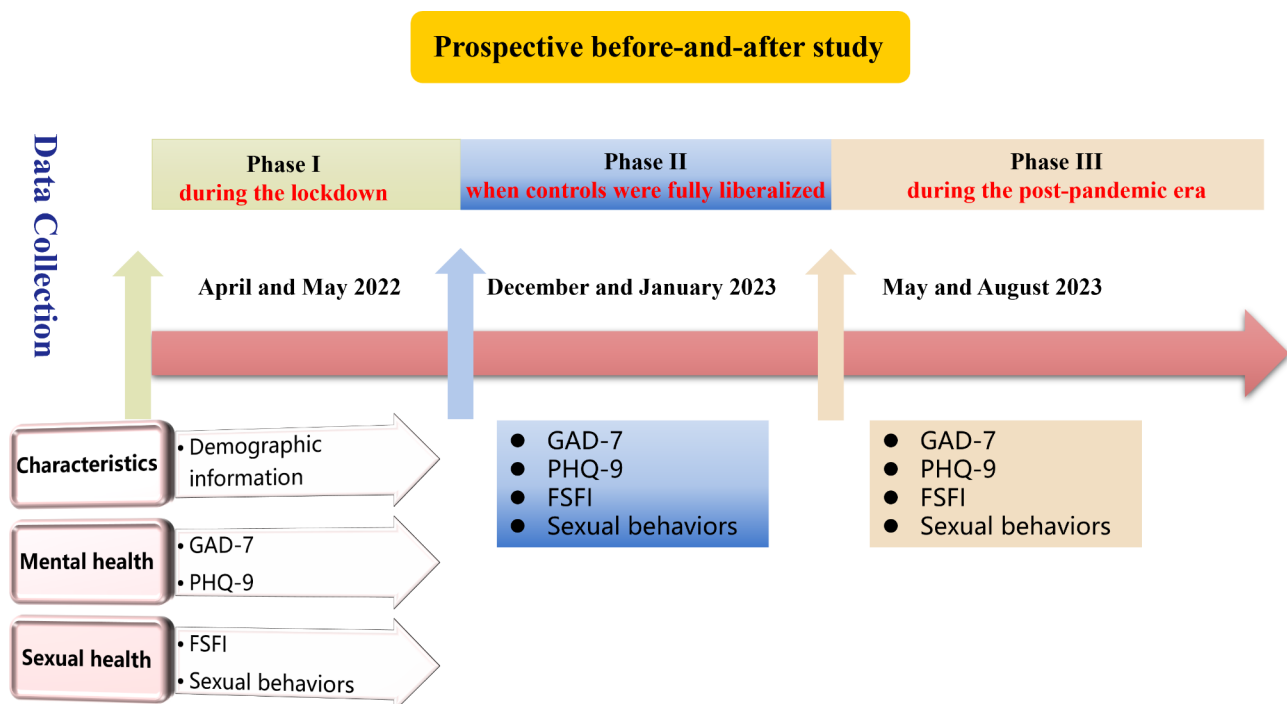 Prospective before-and-after study
Data Collection
Phase I
during the lockdown
Phase II
when controls were fully liberalized
Phase III
during the post-pandemic era
April and May 2022
December and January 2023
May and August 2023
Characteristics
• Demographic
information
Mental health
• GAD-7
• PHQ-9
Sexual health
• FSFI
• Sexual behaviors
● GAD-7
● PHQ-9
● FSFI
● Sexual behaviors
● GAD-7
● PHQ-9
● FSFI
● Sexual behaviors